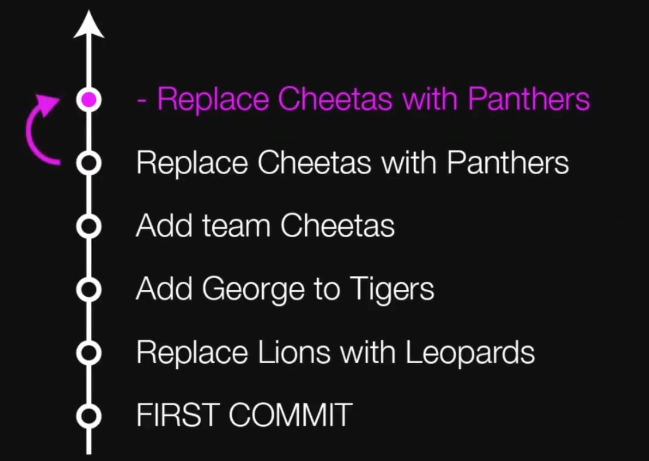 - Replace Cheetas with Panthers
Replace Cheetas with Panthers
Add team Cheetas
Add George to Tigers
Replace Lions with Leopards
FIRST COMMIT